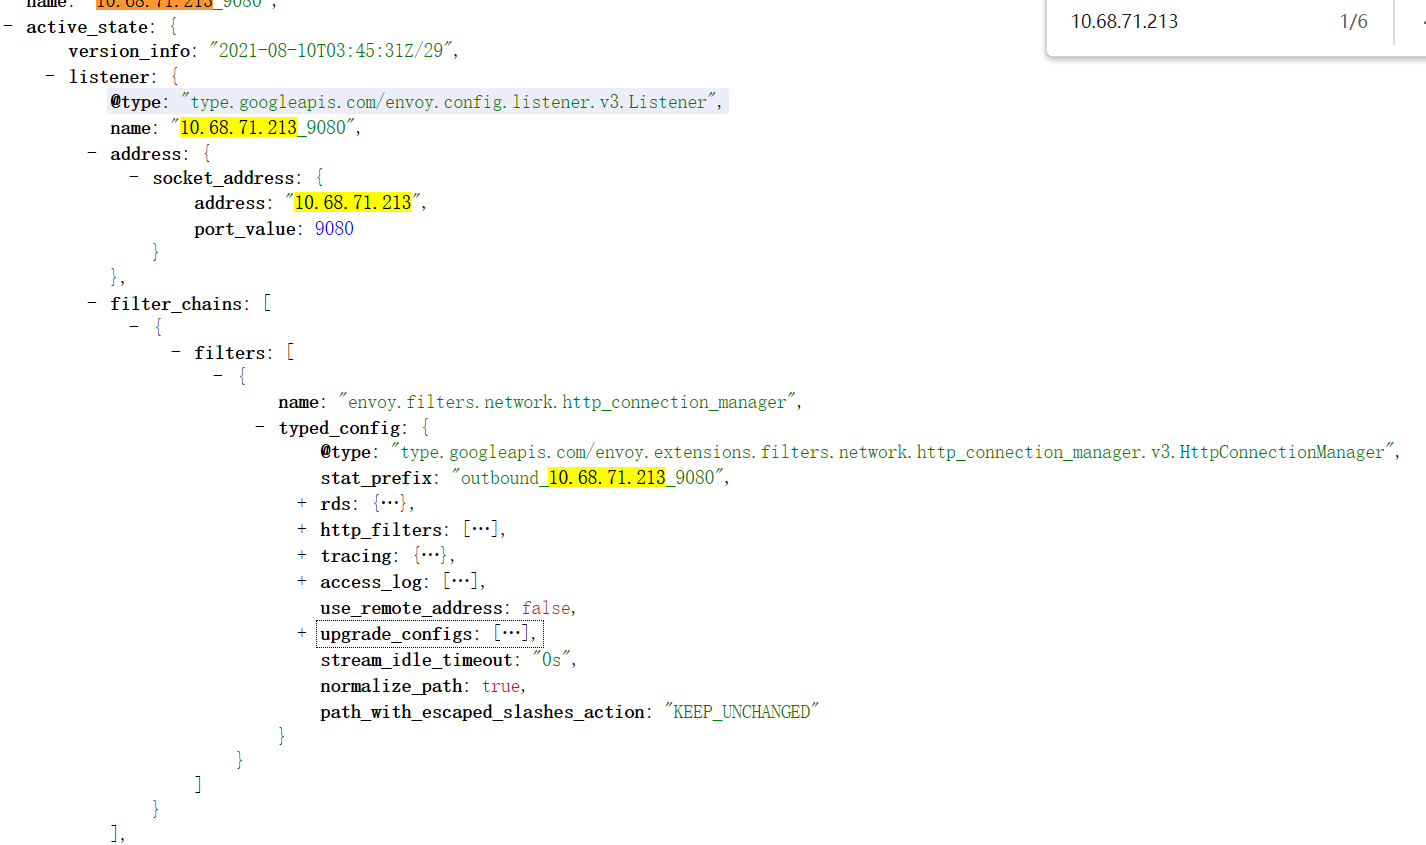 name: "10.68.71.213_9080",
- active_state: {
version_info: "2021-08-10T03:45:31Z/29",
- listener: {
@type: "type.googleapis.com/envoy.config.listener.v3.Listener",
name: "10.68.71.213_9080",
- address: {
- socket_address: {
address: "10.68.71.213",
port_value: 9080
}
},
- filter_chains: [
- {
- filters: [
- {
name: "envoy.filters.network.http_connection_manager",
- typed_config: {
@type: "type.googleapis.com/envoy.extensions.filters.network.http_connection_manager.v3.HttpConnectionManager",
stat_prefix: "outbound_10.68.71.213_9080",
+ rds: {…},
+ http_filters: […],
+ tracing: {…},
+ access_log: […],
use_remote_address: false,
+ upgrade_configs: […],
stream_idle_timeout: "0s",
normalize_path: true,
path_with_escaped_slashes_action: "KEEP_UNCHANGED"
}
}
]
}
],
10.68.71.213 1/6